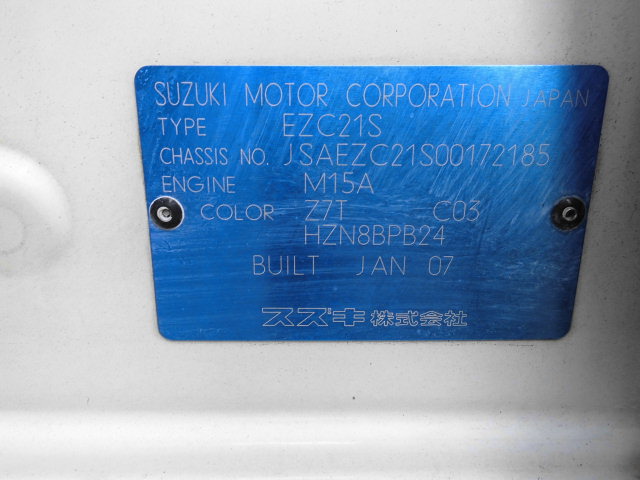 SUZUKI MOTOR CORPORATION JAPAN
TYPE EZC21S
CHASSIS NO. JSAEZC21S00172185
ENGINE M15A
COLOR Z7T C03
HZN8BPB24
BUILT JAN 07
スズキ株式会社